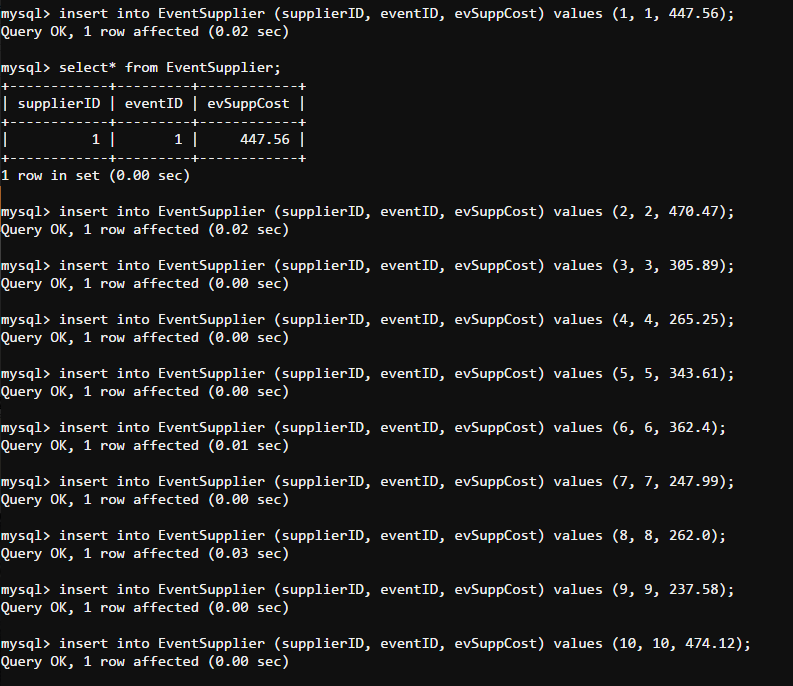 mysql> insert into EventSupplier (supplierID, eventID, evSuppCost) values (1, 1, 447.56);
Query OK, 1 row affected (0.02 sec)
mysql> select* from EventSupplier;
+------------+---------+------------+
| supplierID | eventID | evSuppCost |
+------------+---------+------------+
|          1 |       1 |     447.56 |
+------------+---------+------------+
1 row in set (0.00 sec)
mysql> insert into EventSupplier (supplierID, eventID, evSuppCost) values (2, 2, 470.47);
Query OK, 1 row affected (0.02 sec)
mysql> insert into EventSupplier (supplierID, eventID, evSuppCost) values (3, 3, 305.89);
Query OK, 1 row affected (0.00 sec)
mysql> insert into EventSupplier (supplierID, eventID, evSuppCost) values (4, 4, 265.25);
Query OK, 1 row affected (0.00 sec)
mysql> insert into EventSupplier (supplierID, eventID, evSuppCost) values (5, 5, 343.61);
Query OK, 1 row affected (0.00 sec)
mysql> insert into EventSupplier (supplierID, eventID, evSuppCost) values (6, 6, 362.4);
Query OK, 1 row affected (0.01 sec)
mysql> insert into EventSupplier (supplierID, eventID, evSuppCost) values (7, 7, 247.99);
Query OK, 1 row affected (0.00 sec)
mysql> insert into EventSupplier (supplierID, eventID, evSuppCost) values (8, 8, 262.0);
Query OK, 1 row affected (0.03 sec)
mysql> insert into EventSupplier (supplierID, eventID, evSuppCost) values (9, 9, 237.58);
Query OK, 1 row affected (0.00 sec)
mysql> insert into EventSupplier (supplierID, eventID, evSuppCost) values (10, 10, 474.12);
Query OK, 1 row affected (0.00 sec)